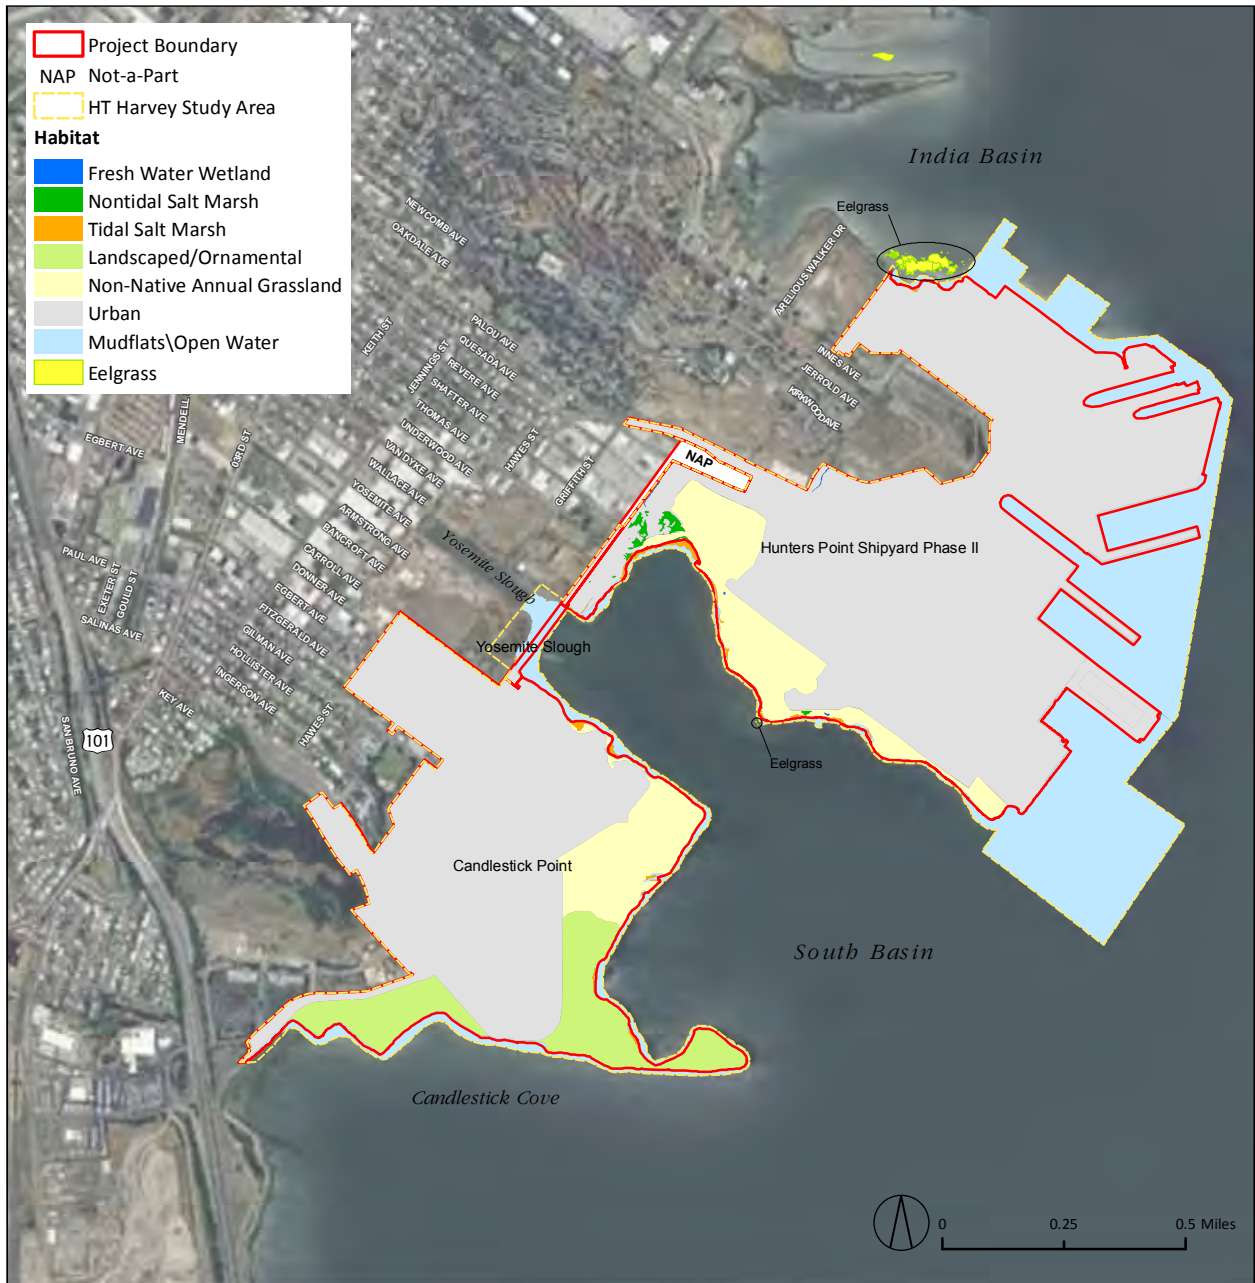 Project Boundary
NAP Not-a-Part
HT Harvey Study Area
Habitat
Fresh Water Wetland
Nontidal Salt Marsh
Tidal Salt Marsh
Landscaped/Ornamental
Non-Native Annual Grassland
Urban
Mudflats\Open Water
Eelgrass
India Basin
Eelgrass
NEWCOMB AVE
OAKDALE AVE
ARELIOUS WALKER DR
KEITH ST
PALOU AVE
QUESADA AVE
JENNINGS ST
REVERE AVE
SHAFTER AVE
THOMAS AVE
UNDERWOOD AVE
INNES AVE
JERROLD AVE
KIRKWOOD AVE
MENDELL
03RD ST
EGBERT AVE
HAWES ST
GRIFFITH ST
VAN DYKE AVE
WALLACE AVE
YOSEMITE AVE
ARMSTRONG AVE
BANCROFT AVE
CARROLL AVE
DONNER AVE
EGBERT AVE
FITZGERALD AVE
GILMAN AVE
HOLLISTER AVE
INGERSON AVE
HAWES ST
KEY AVE
PAUL AVE
EXETER ST
GOULD ST
SALINAS AVE
SAN BRUNO AVE
101
NAP
Hunters Point Shipyard Phase II
Yosemite Slough
Yosemite Slough
Eelgrass
Candlestick Point
South Basin
Candlestick Cove
0 0.25 0.5 Miles